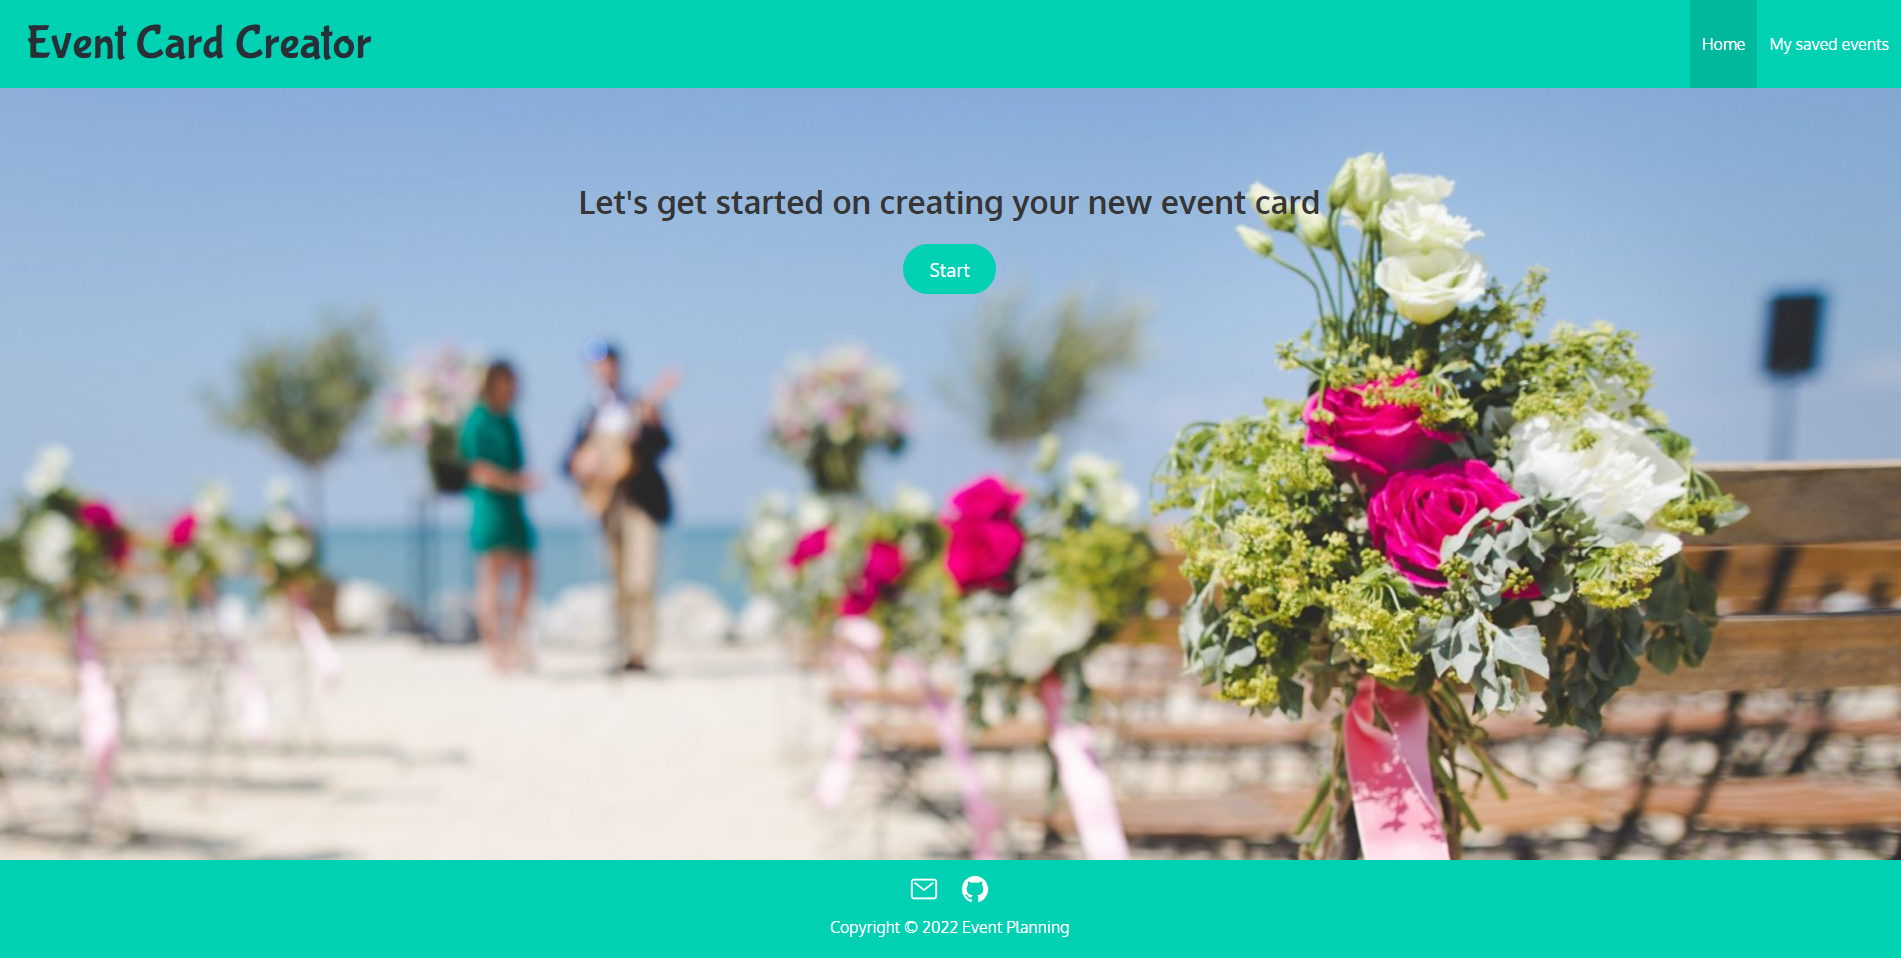 Event Card Creator
Home
My saved events
Let's get started on creating your new event card
Start
Copyright © 2022 Event Planning